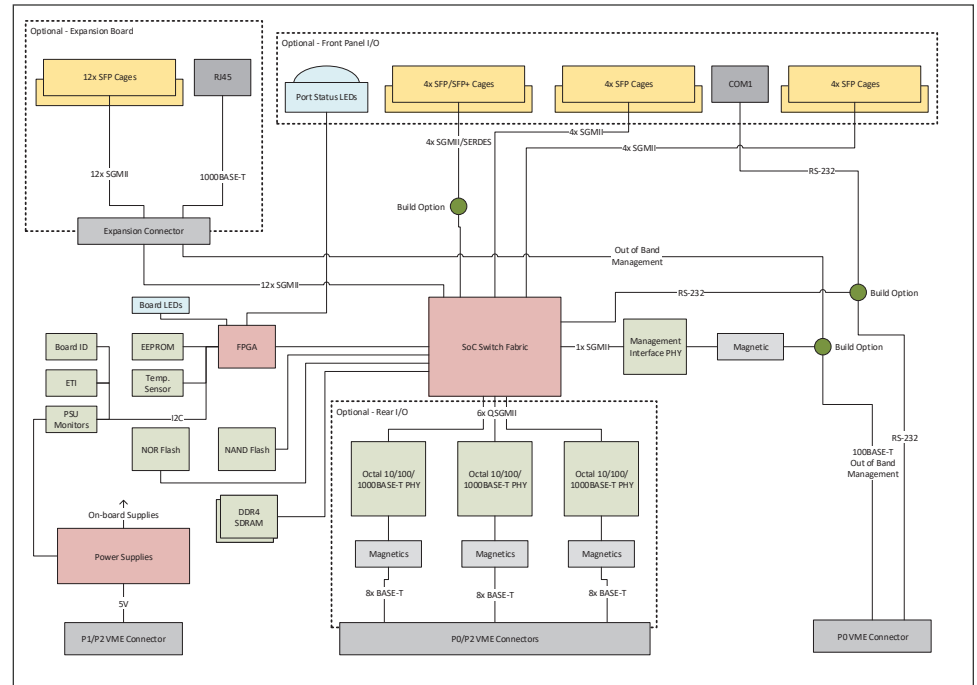 Optional - Expansion Board
12x SFP Cages
RJ45
12x SGMII
1000BASE-T
Expansion Connector
Optional - Front Panel I/O
Port Status LEDs
4x SFP/SFP+ Cages
4x SFP Cages
COM1
4x SFP Cages
4x SGMII/SERDES
4x SGMII
4x SGMII
RS-232
Build Option
Out of Band
Management
12x SGMII
RS-232
Build Option
Board LEDs
Board ID
EEPROM
FPGA
SoC Switch Fabric
1x SGMII
Management
Interface PHY
Magnetic
Build Option
ETI
Temp.
Sensor
PSU
Monitors
I2C
Optional - Rear I/O
6x QSGMII
NOR Flash
NAND Flash
Octal 10/100/
1000BASE-T PHY
Octal 10/100/
1000BASE-T PHY
Octal 10/100/
1000BASE-T PHY
RS-232
100BASE-T
Out of Band
Management
On-board Supplies
DDR4
SDRAM
Power Supplies
Magnetics
Magnetics
Magnetics
8x BASE-T
8x BASE-T
8x BASE-T
5V
P1/P2 VME Connector
P0/P2 VME Connectors
P0 VME Connector